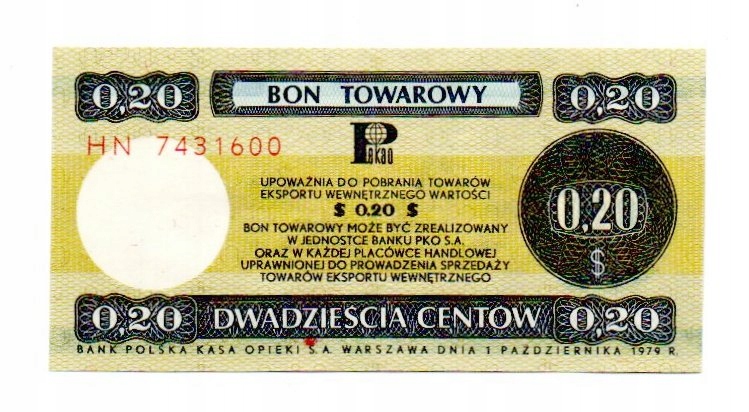 0,20 BON TOWAROWY 0,20
HN 7431600
Pekao
UPOWAŻNIA DO POBRANIA TOWARÓW
EKSPORTU WEWNĘTRZNEGO WARTOŚCI
$ 0.20 $
BON TOWAROWY MOŻE BYĆ ZREALIZOWANY
W JEDNOSTCE BANKU PKO S.A.
ORAZ W KAŻDEJ PLACÓWCE HANDLOWEJ
UPRAWNIONEJ DO PROWADZENIA SPRZEDAŻY
TOWARÓW EKSPORTU WEWNĘTRZNEGO
0,20
$
0,20 DWADZIEŚCIA CENTÓW 0,20
BANK POLSKA KASA OPIEKI S.A. WARSZAWA DNIA 1 PAŹDZIERNIKA 1979 R.